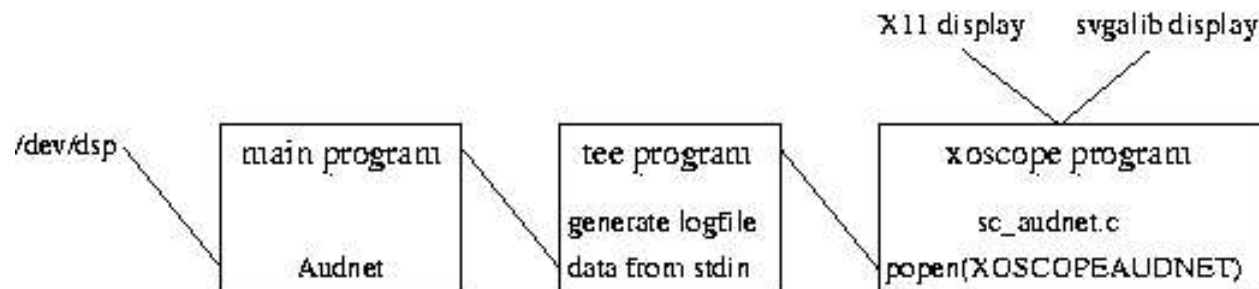 X11 display
svgalib display
/dev/dsp
main program
Audnet
tee program
generate logfile
data from stdin
xoscope program
sc_audnet.c
popen(XOSCOPEAUDNET)